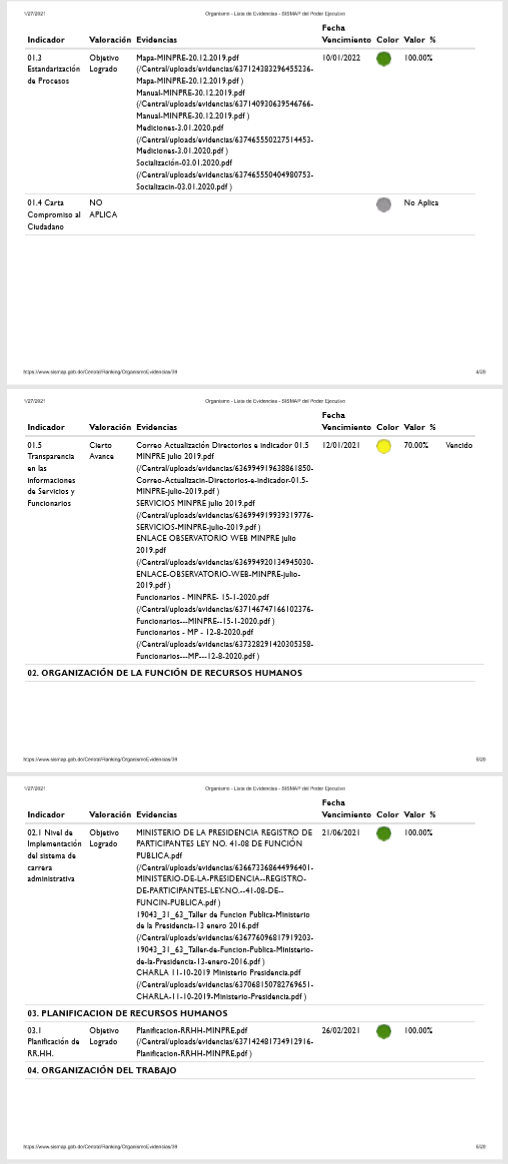 1/27/2021 Organismo - Lista de Evidencias - SISMAP del Poder Ejecutivo
Fecha
Indicador Valoración Evidencias Vencimiento Color Valor %
01.3 Objetivo Mapa-MINPRE-20.12.2019.pdf 10/01/2022 100.00%
Estandarización Logrado (/Central/uploads/evidencias/637124383296455236-
de Procesos Mapa-MINPRE-20.12.2019.pdf )
Manual-MINPRE-30.12.2019.pdf
(/Central/uploads/evidencias/637140930639546766-
Manual-MINPRE-30.12.2019.pdf )
Mediciones-3.01.2020.pdf
(/Central/uploads/evidencias/637465550227514453-
Mediciones-3.01.2020.pdf )
Socialización-03.01.2020.pdf
(/Central/uploads/evidencias/637465550404980753-
Socializacin-03.01.2020.pdf )
01.4 Carta NO No Aplica
Compromiso al APLICA
Ciudadano
https://www.sismap.gob.do/Central/Ranking/OrganismoEvidencias/39 4/20
1/27/2021 Organismo - Lista de Evidencias - SISMAP del Poder Ejecutivo
Fecha
Indicador Valoración Evidencias Vencimiento Color Valor %
01.5 Cierto Correo Actualización Directorios e indicador 01.5 12/01/2021 70.00% Vencido
Transparencia Avance MINPRE julio 2019.pdf
en las (/Central/uploads/evidencias/636994919638861850-
informaciones Correo-Actualizacin-Directorios-e-indicador-01.5-
de Servicios y MINPRE-julio-2019.pdf )
Funcionarios SERVICIOS MINPRE julio 2019.pdf
(/Central/uploads/evidencias/636994919939319776-
SERVICIOS-MINPRE-julio-2019.pdf )
ENLACE OBSERVATORIO WEB MINPRE julio
2019.pdf
(/Central/uploads/evidencias/636994920134945030-
ENLACE-OBSERVATORIO-WEB-MINPRE-julio-
2019.pdf )
Funcionarios - MINPRE- 15-1-2020.pdf
(/Central/uploads/evidencias/637146747166102376-
Funcionarios---MINPRE--15-1-2020.pdf )
Funcionarios - MP - 12-8-2020.pdf
(/Central/uploads/evidencias/637328291420305358-
Funcionarios---MP---12-8-2020.pdf )
02. ORGANIZACIÓN DE LA FUNCIÓN DE RECURSOS HUMANOS
https://www.sismap.gob.do/Central/Ranking/OrganismoEvidencias/39 5/20
1/27/2021 Organismo - Lista de Evidencias - SISMAP del Poder Ejecutivo
Fecha
Indicador Valoración Evidencias Vencimiento Color Valor %
02.1 Nivel de Objetivo MINISTERIO DE LA PRESIDENCIA REGISTRO DE 21/06/2021 100.00%
Implementación Logrado PARTICIPANTES LEY NO. 41-08 DE FUNCIÓN
del sistema de PUBLICA.pdf
carrera (/Central/uploads/evidencias/636673368644996401-
administrativa MINISTERIO-DE-LA-PRESIDENCIA--REGISTRO-
DE-PARTICIPANTES-LEY-NO.--41-08-DE--
FUNCIN-PUBLICA.pdf )
19043_31_63_Taller de Funcion Publica-Ministerio
de la Presidencia-13 enero 2016.pdf
(/Central/uploads/evidencias/636776096817919203-
19043_31_63_Taller-de-Funcion-Publica-Ministerio-
de-la-Presidencia-13-enero-2016.pdf )
CHARLA 11-10-2019 Ministerio Presidencia.pdf
(/Central/uploads/evidencias/637068150782769651-
CHARLA-11-10-2019-Ministerio-Presidencia.pdf )
03. PLANIFICACION DE RECURSOS HUMANOS
03.1 Objetivo Planification-RRHH-MINPRE.pdf 26/02/2021 100.00%
Planificación de Logrado (/Central/uploads/evidencias/637142481734912916-
RR.HH. Planificacion-RRHH-MINPRE.pdf )
04. ORGANIZACIÓN DEL TRABAJO
https://www.sismap.gob.do/Central/Ranking/OrganismoEvidencias/39 6/20